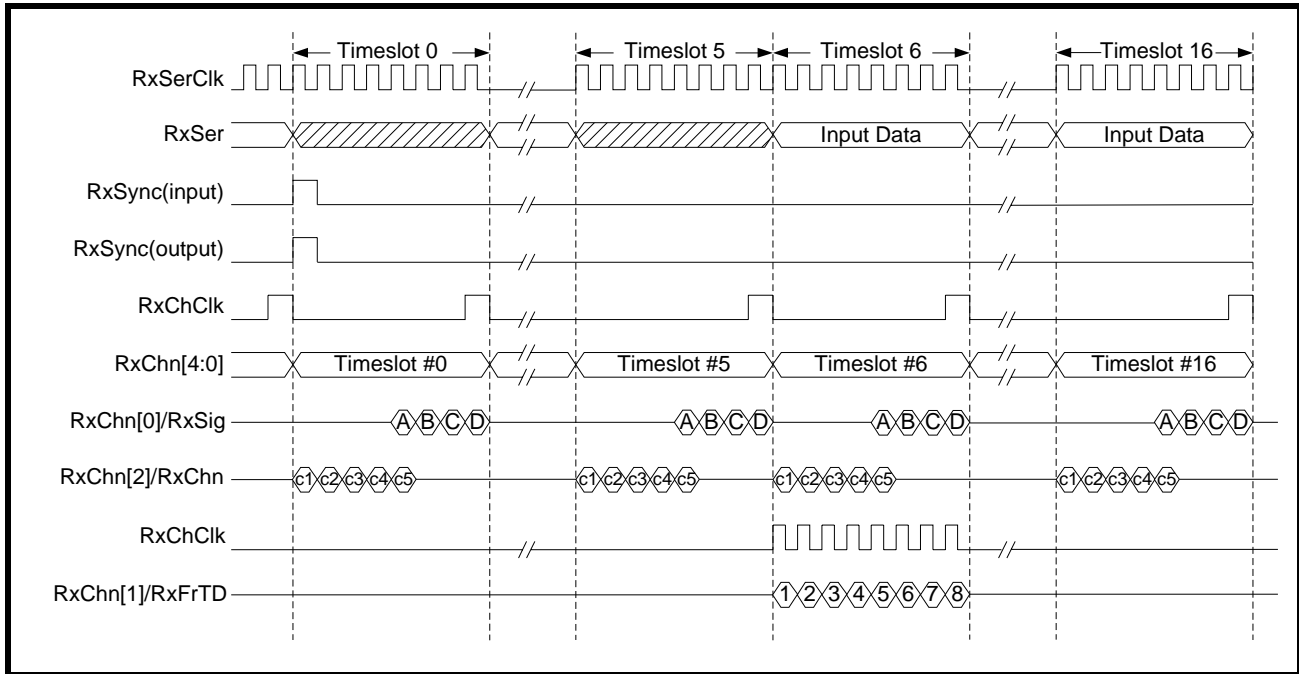 Timeslot 0 Timeslot 5 Timeslot 6 Timeslot 16
RxSerClk
RxSer Input Data Input Data
RxSync(input)
RxSync(output)
RxChClk
RxChn[4:0] Timeslot #0 Timeslot #5 Timeslot #6 Timeslot #16
RxChn[0]/RxSig A B C D A B C D A B C D A B C D
RxChn[2]/RxChn c1 c2 c3 c4 c5 c1 c2 c3 c4 c5 c1 c2 c3 c4 c5 c1 c2 c3 c4 c5
RxChClk
RxChn[1]/RxFrTD 1 2 3 4 5 6 7 8